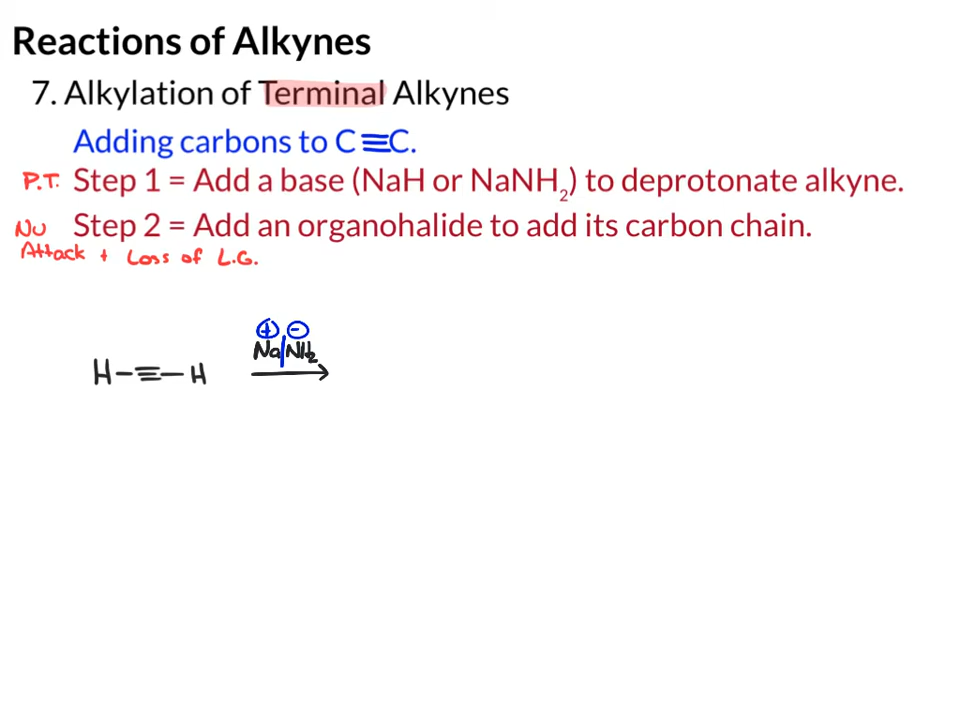 Reactions of Alkynes
7. Alkylation of Terminal Alkynes
Adding carbons to C≡C.
P.T. Step 1 = Add a base (NaH or NaNH₂) to deprotonate alkyne.
Nu Step 2 = Add an organohalide to add its carbon chain.
Attack + Loss of L.G.
⊕ ⊖
Na|NH₂
H-≡-H